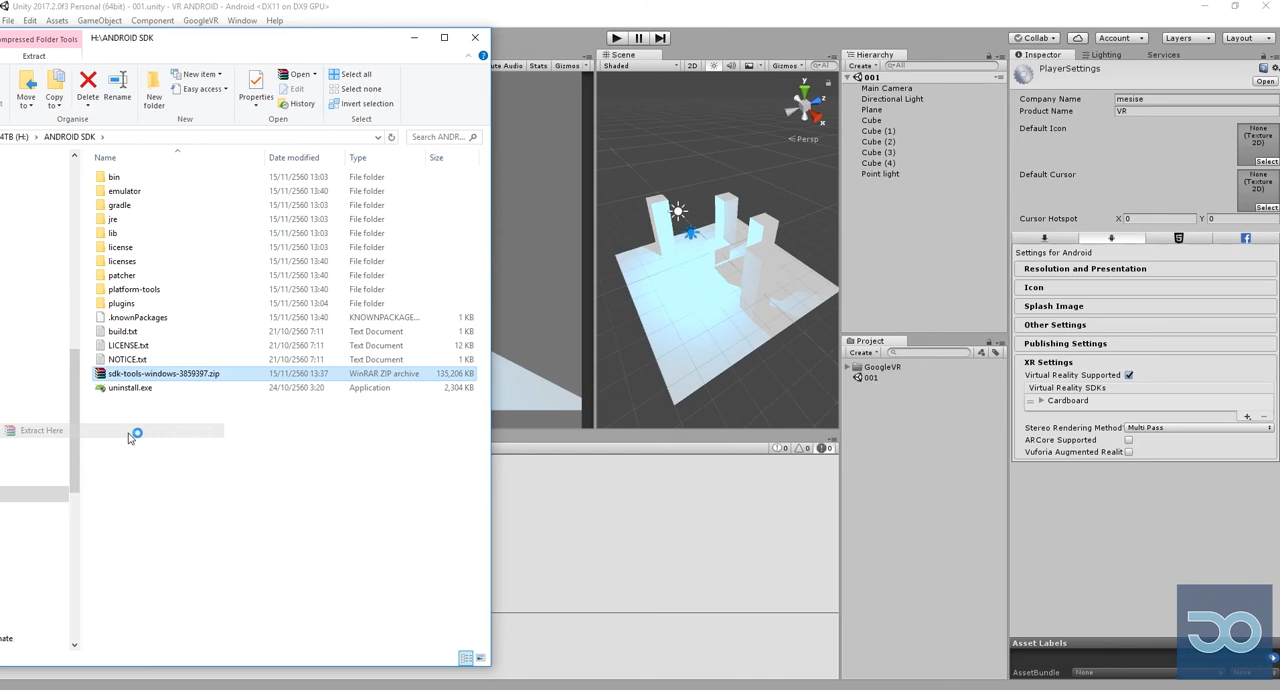 Unity 2017.2.0f3 Personal (64bit) - 001.unity - VR ANDROID - Android <DX11 on DX9 GPU>
File Edit Assets GameObject Component GoogleVR Window Help
ompressed Folder Tools
H:\ANDROID SDK
Extract
Move to
Copy to
Delete
Rename
New folder
New item
Easy access
Properties
Open
Edit
History
Select all
Select none
Invert selection
Organise New Open Select
4TB (H:) ANDROID SDK
Search ANDR...
Name Date modified Type Size
bin 15/11/2560 13:03 File folder
emulator 15/11/2560 13:40 File folder
gradle 15/11/2560 13:03 File folder
jre 15/11/2560 13:03 File folder
lib 15/11/2560 13:03 File folder
license 15/11/2560 13:03 File folder
licenses 15/11/2560 13:40 File folder
patcher 15/11/2560 13:40 File folder
platform-tools 15/11/2560 13:40 File folder
plugins 15/11/2560 13:04 File folder
.knownPackages 15/11/2560 13:40 KNOWNPACKAGE... 1 KB
build.txt 21/10/2560 7:11 Text Document 1 KB
LICENSE.txt 21/10/2560 7:11 Text Document 12 KB
NOTICE.txt 21/10/2560 7:11 Text Document 1 KB
sdk-tools-windows-3859397.zip 15/11/2560 13:37 WinRAR ZIP archive 135,206 KB
uninstall.exe 24/10/2560 3:20 Application 2,304 KB
Extract Here
Collab
Account
Layers
Layout
ute Audio Stats Gizmos
Scene
Shaded 2D Gizmos
y
z
x
Persp
Hierarchy
Create
All
001
Main Camera
Directional Light
Plane
Cube
Cube (1)
Cube (2)
Cube (3)
Cube (4)
Point light
Project
Create
GoogleVR
001
0 0 0
Inspector Lighting Services
PlayerSettings
Open
Company Name mesise
Product Name VR
Default Icon
None (Texture 2D)
Select
Default Cursor
None (Texture 2D)
Select
Cursor Hotspot X 0 Y 0
Settings for Android
Resolution and Presentation
Icon
Splash Image
Other Settings
Publishing Settings
XR Settings
Virtual Reality Supported
Virtual Reality SDKs
Cardboard
Stereo Rendering Method Multi Pass
ARCore Supported
Vuforia Augmented Realit
Asset Labels
AssetBundle None